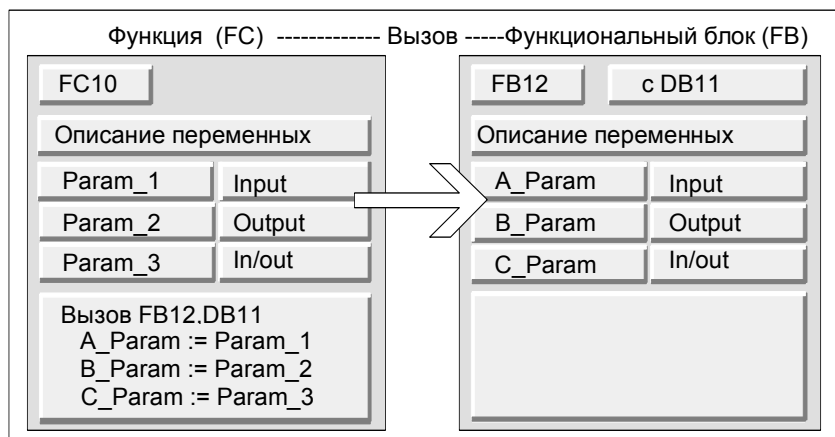 Функция (FC) ------------- Вызов -----Функциональный блок (FB)
FC10
Описание переменных
Param_1 Input
Param_2 Output
Param_3 In/out
Вызов FB12,DB11
A_Param := Param_1
B_Param := Param_2
C_Param := Param_3
FB12 с DB11
Описание переменных
A_Param Input
B_Param Output
C_Param In/out